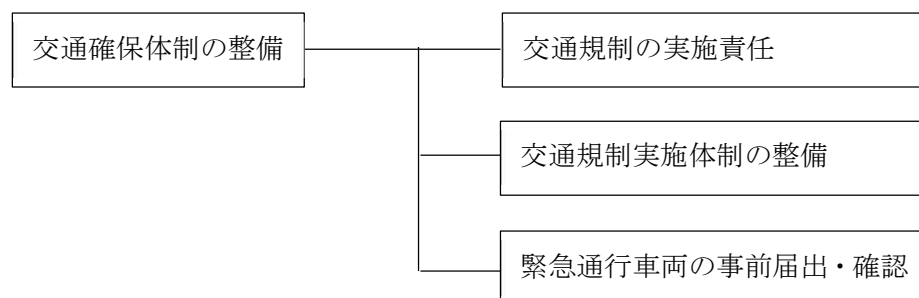 交通確保体制の整備
交通規制の実施責任
交通規制実施体制の整備
緊急通行車両の事前届出・確認